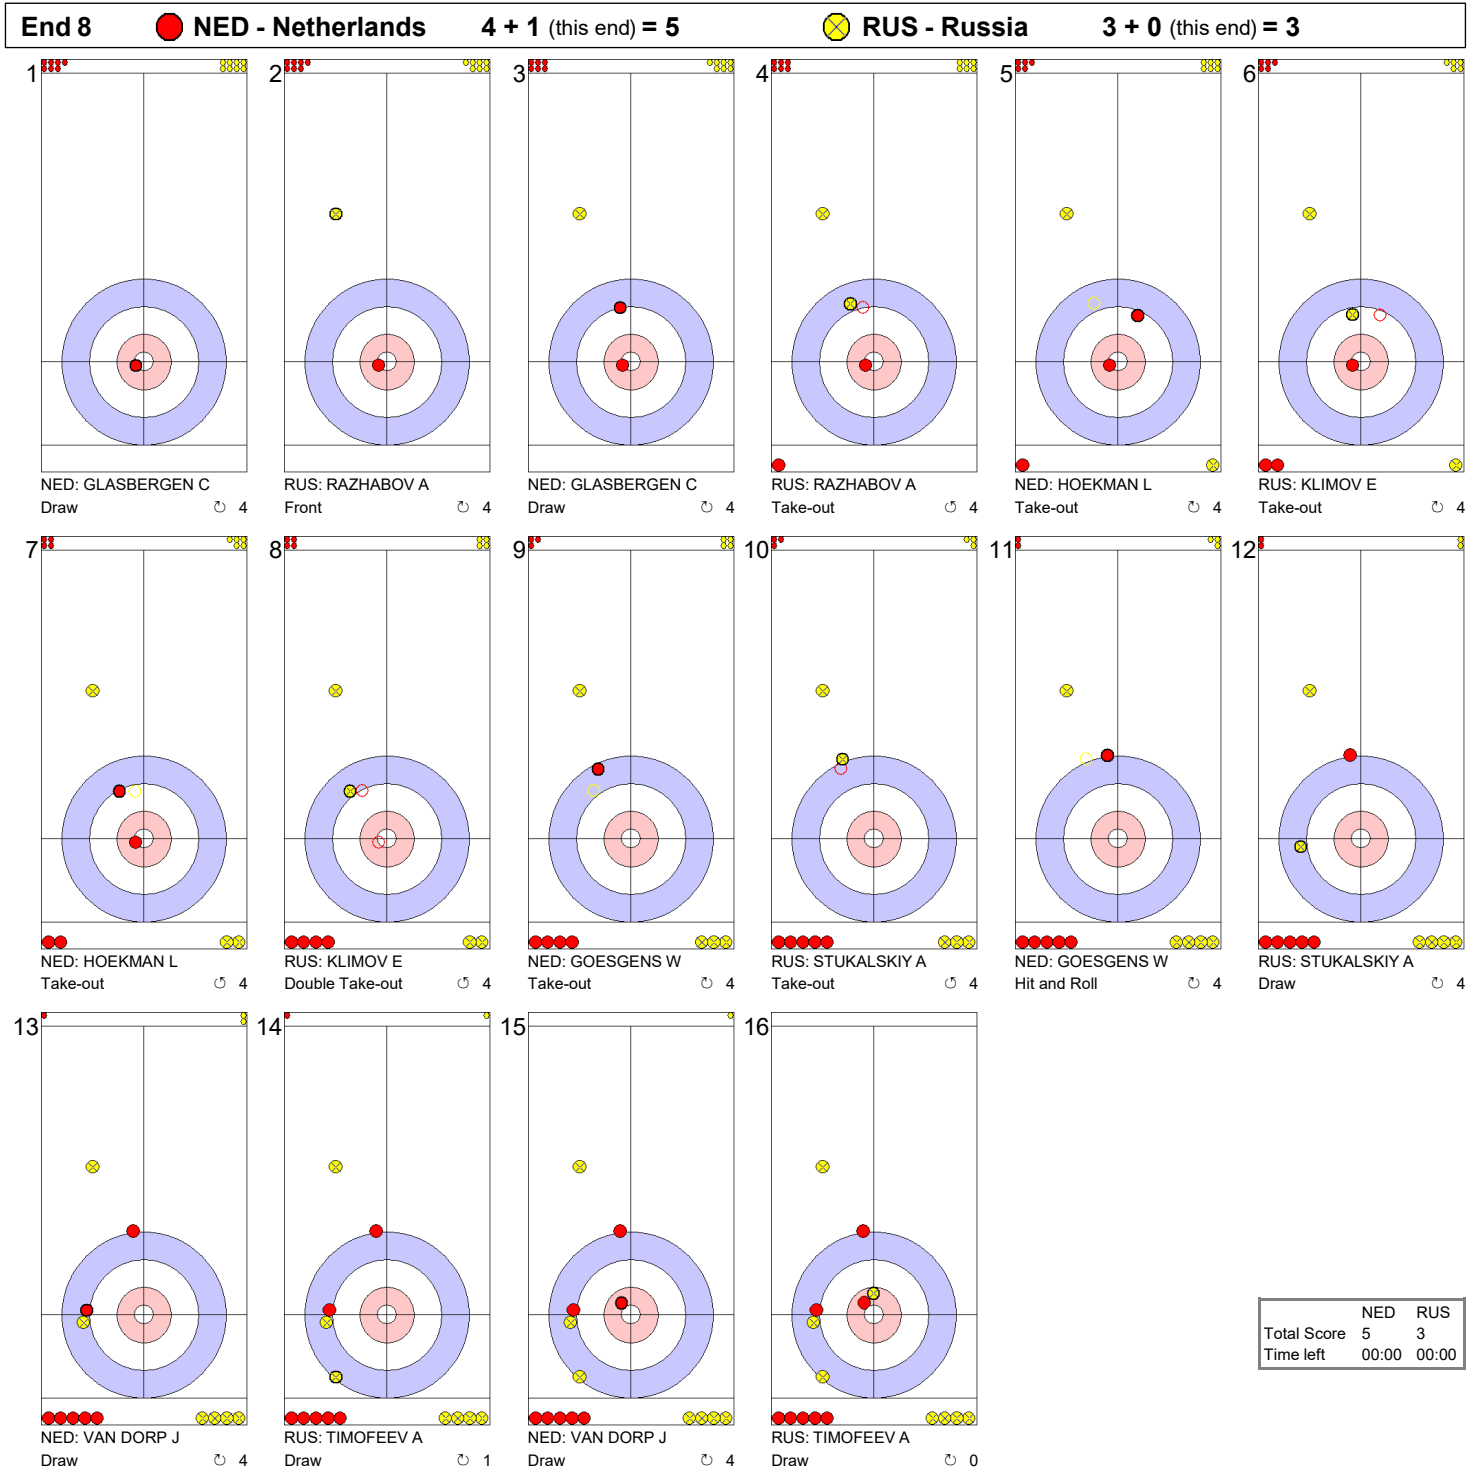 End 8 NED - Netherlands 4 + 1 (this end) = 5 RUS - Russia 3 + 0 (this end) = 3
1 2 3 4 5 6
NED: GLASBERGEN C RUS: RAZHABOV A NED: GLASBERGEN C RUS: RAZHABOV A NED: HOEKMAN L RUS: KLIMOV E
Draw ↻ 4 Front ↻ 4 Draw ↻ 4 Take-out ↺ 4 Take-out ↺ 4 Take-out ↻ 4
7 8 9 10 11 12
NED: HOEKMAN L RUS: KLIMOV E NED: GOESGENS W RUS: STUKALSKIY A NED: GOESGENS W RUS: STUKALSKIY A
Take-out ↺ 4 Double Take-out ↺ 4 Take-out ↻ 4 Take-out ↺ 4 Hit and Roll ↻ 4 Draw ↻ 4
13 14 15 16
NED: VAN DORP J RUS: TIMOFEEV A NED: VAN DORP J RUS: TIMOFEEV A
Draw ↻ 4 Draw ↻ 1 Draw ↻ 4 Draw ↻ 0
NED RUS
Total Score 5 3
Time left 00:00 00:00